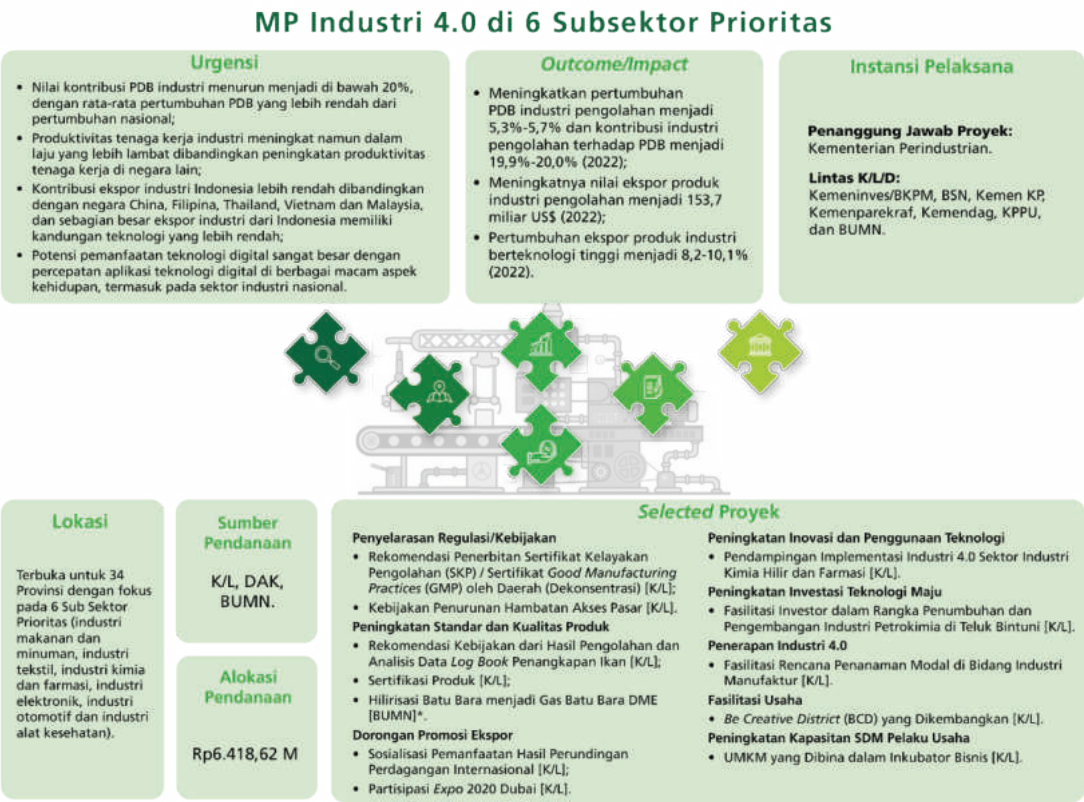 MP Industri 4.0 di 6 Subsektor Prioritas
Urgensi
• Nilai kontribusi PDB industri menurun menjadi di bawah 20%,
dengan rata-rata pertumbuhan PDB yang lebih rendah dari
pertumbuhan nasional;
• Produktivitas tenaga kerja industri meningkat namun dalam
laju yang lebih lambat dibandingkan peningkatan produktivitas
tenaga kerja di negara lain;
• Kontribusi ekspor industri Indonesia lebih rendah dibandingkan
dengan negara China, Filipina, Thailand, Vietnam dan Malaysia,
dan sebagian besar ekspor industri dari Indonesia memiliki
kandungan teknologi yang lebih rendah;
• Potensi pemanfaatan teknologi digital sangat besar dengan
percepatan aplikasi teknologi digital di berbagai macam aspek
kehidupan, termasuk pada sektor industri nasional.
Outcome/Impact
• Meningkatkan pertumbuhan
PDB industri pengolahan menjadi
5,3%-5,7% dan kontribusi industri
pengolahan terhadap PDB menjadi
19,9%-20,0% (2022);
• Meningkatnya nilai ekspor produk
industri pengolahan menjadi 153,7
miliar US$ (2022);
• Pertumbuhan ekspor produk industri
berteknologi tinggi menjadi 8,2-10,1%
(2022).
Instansi Pelaksana
Penanggung Jawab Proyek:
Kementerian Perindustrian.
Lintas K/L/D:
Kemeninves/BKPM, BSN, Kemen KP,
Kemenparekraf, Kemendag, KPPU,
dan BUMN.
Lokasi
Terbuka untuk 34
Provinsi dengan fokus
pada 6 Sub Sektor
Prioritas (industri
makanan dan
minuman, industri
tekstil, industri kimia
dan farmasi, industri
elektronik, industri
otomotif dan industri
alat kesehatan).
Sumber
Pendanaan
K/L, DAK,
BUMN.
Alokasi
Pendanaan
Rp6.418,62 M
Selected Proyek
Penyelarasan Regulasi/Kebijakan
• Rekomendasi Penerbitan Sertifikat Kelayakan
Pengolahan (SKP) / Sertifikat Good Manufacturing
Practices (GMP) oleh Daerah (Dekonsentrasi) [K/L];
• Kebijakan Penurunan Hambatan Akses Pasar [K/L].
Peningkatan Standar dan Kualitas Produk
• Rekomendasi Kebijakan dari Hasil Pengolahan dan
Analisis Data Log Book Penangkapan Ikan [K/L];
• Sertifikasi Produk [K/L];
• Hilirisasi Batu Bara menjadi Gas Batu Bara DME
[BUMN]*.
Dorongan Promosi Ekspor
• Sosialisasi Pemanfaatan Hasil Perundingan
Perdagangan Internasional [K/L];
• Partisipasi Expo 2020 Dubai [K/L].
Peningkatan Inovasi dan Penggunaan Teknologi
• Pendampingan Implementasi Industri 4.0 Sektor Industri
Kimia Hilir dan Farmasi [K/L].
Peningkatan Investasi Teknologi Maju
• Fasilitasi Investor dalam Rangka Penumbuhan dan
Pengembangan Industri Petrokimia di Teluk Bintuni [K/L].
Penerapan Industri 4.0
• Fasilitasi Rencana Penanaman Modal di Bidang Industri
Manufaktur [K/L].
Fasilitasi Usaha
• Be Creative District (BCD) yang Dikembangkan [K/L].
Peningkatan Kapasitan SDM Pelaku Usaha
• UMKM yang Dibina dalam Inkubator Bisnis [K/L].